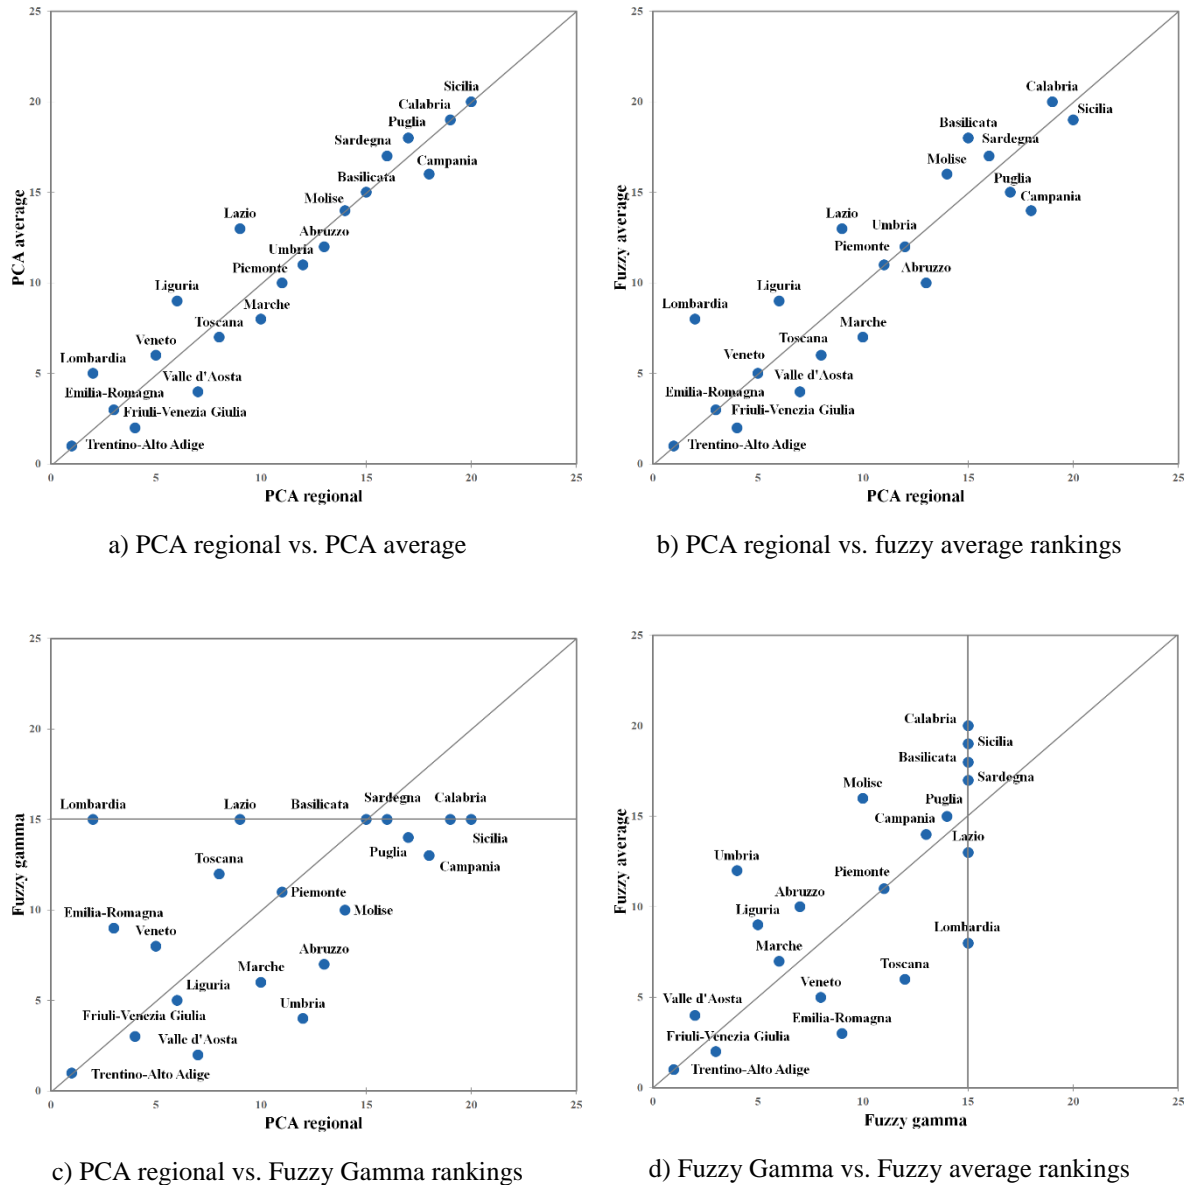 25
20
15
10
5
0
PCA average
Sicilia
Calabria
Puglia
Sardegna
Campania
Basilicata
Molise
Lazio
Abruzzo
Umbria
Piemonte
Liguria
Marche
Toscana
Veneto
Lombardia
Valle d'Aosta
Emilia-Romagna
Friuli-Venezia Giulia
Trentino-Alto Adige
0 5 10 15 20 25
PCA regional
a) PCA regional vs. PCA average
25
20
15
10
5
0
Fuzzy average
Calabria
Sicilia
Basilicata
Sardegna
Molise
Puglia
Campania
Lazio
Umbria
Piemonte
Abruzzo
Liguria
Lombardia
Marche
Toscana
Veneto
Valle d'Aosta
Emilia-Romagna
Friuli-Venezia Giulia
Trentino-Alto Adige
0 5 10 15 20 25
PCA regional
b) PCA regional vs. fuzzy average rankings
25
20
15
10
5
0
Fuzzy gamma
Lombardia
Lazio
Basilicata
Sardegna
Calabria
Sicilia
Puglia
Campania
Toscana
Piemonte
Molise
Emilia-Romagna
Veneto
Abruzzo
Marche
Liguria
Umbria
Friuli-Venezia Giulia
Valle d'Aosta
Trentino-Alto Adige
0 5 10 15 20 25
PCA regional
c) PCA regional vs. Fuzzy Gamma rankings
25
20
15
10
5
0
Fuzzy average
Calabria
Sicilia
Basilicata
Sardegna
Molise
Puglia
Campania
Lazio
Umbria
Piemonte
Abruzzo
Liguria
Lombardia
Marche
Toscana
Veneto
Valle d'Aosta
Emilia-Romagna
Friuli-Venezia Giulia
Trentino-Alto Adige
0 5 10 15 20 25
Fuzzy gamma
d) Fuzzy Gamma vs. Fuzzy average rankings